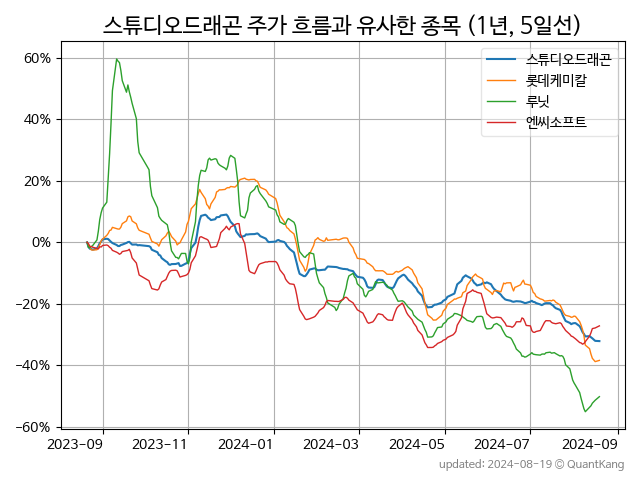 스튜디오드래곤 주가 흐름과 유사한 종목 (1년, 5일선)
스튜디오드래곤
롯데케미칼
루닛
엔씨소프트
60%
40%
20%
0%
−20%
−40%
−60%
2023-09 2023-11 2024-01 2024-03 2024-05 2024-07 2024-09
updated: 2024-08-19 © QuantKang